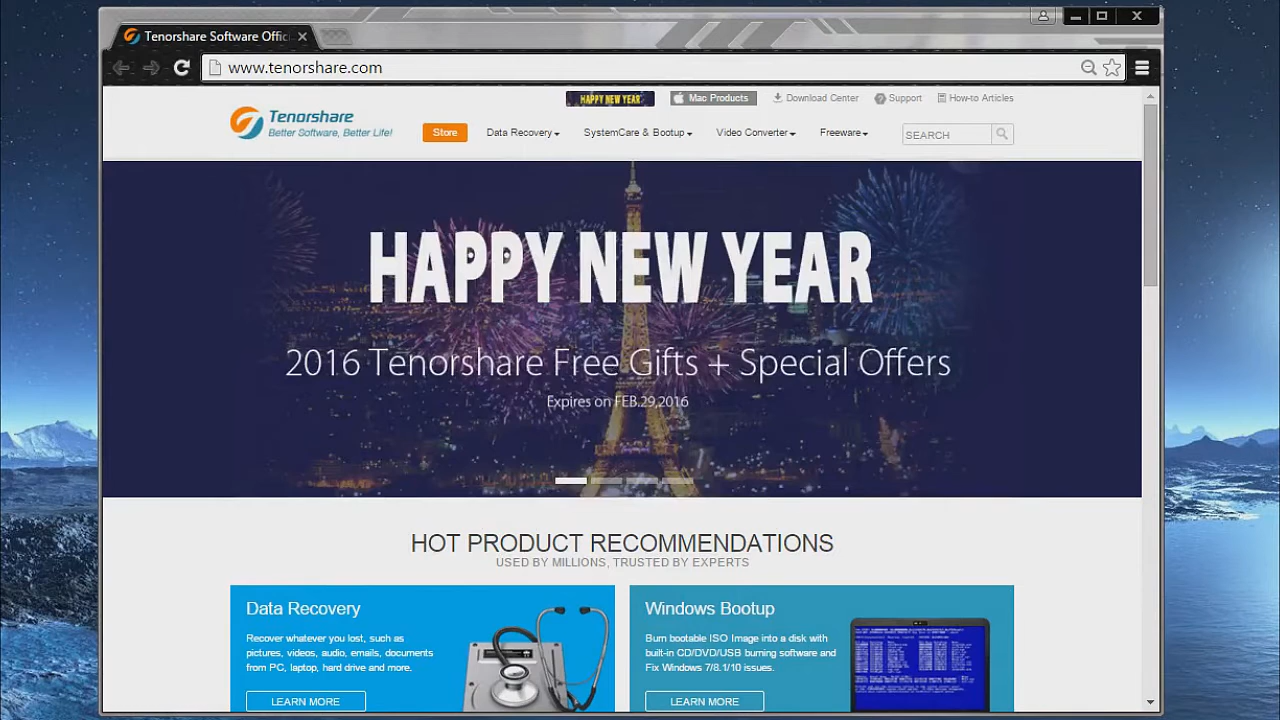 Tenorshare Software Offici
www.tenorshare.com
HAPPY NEW YEAR
Mac Products
Download Center
Support
How-to Articles
Tenorshare
Better Software, Better Life!
Store
Data Recovery
SystemCare & Bootup
Video Converter
Freeware
SEARCH
HAPPY NEW YEAR
2016 Tenorshare Free Gifts + Special Offers
Expires on FEB.29,2016
HOT PRODUCT RECOMMENDATIONS
USED BY MILLIONS, TRUSTED BY EXPERTS
Data Recovery
Recover whatever you lost, such as
pictures, videos, audio, emails, documents
from PC, laptop, hard drive and more.
LEARN MORE
Windows Bootup
Burn bootable ISO Image into a disk with
built-in CD/DVD/USB burning software and
Fix Windows 7/8.1/10 issues.
LEARN MORE